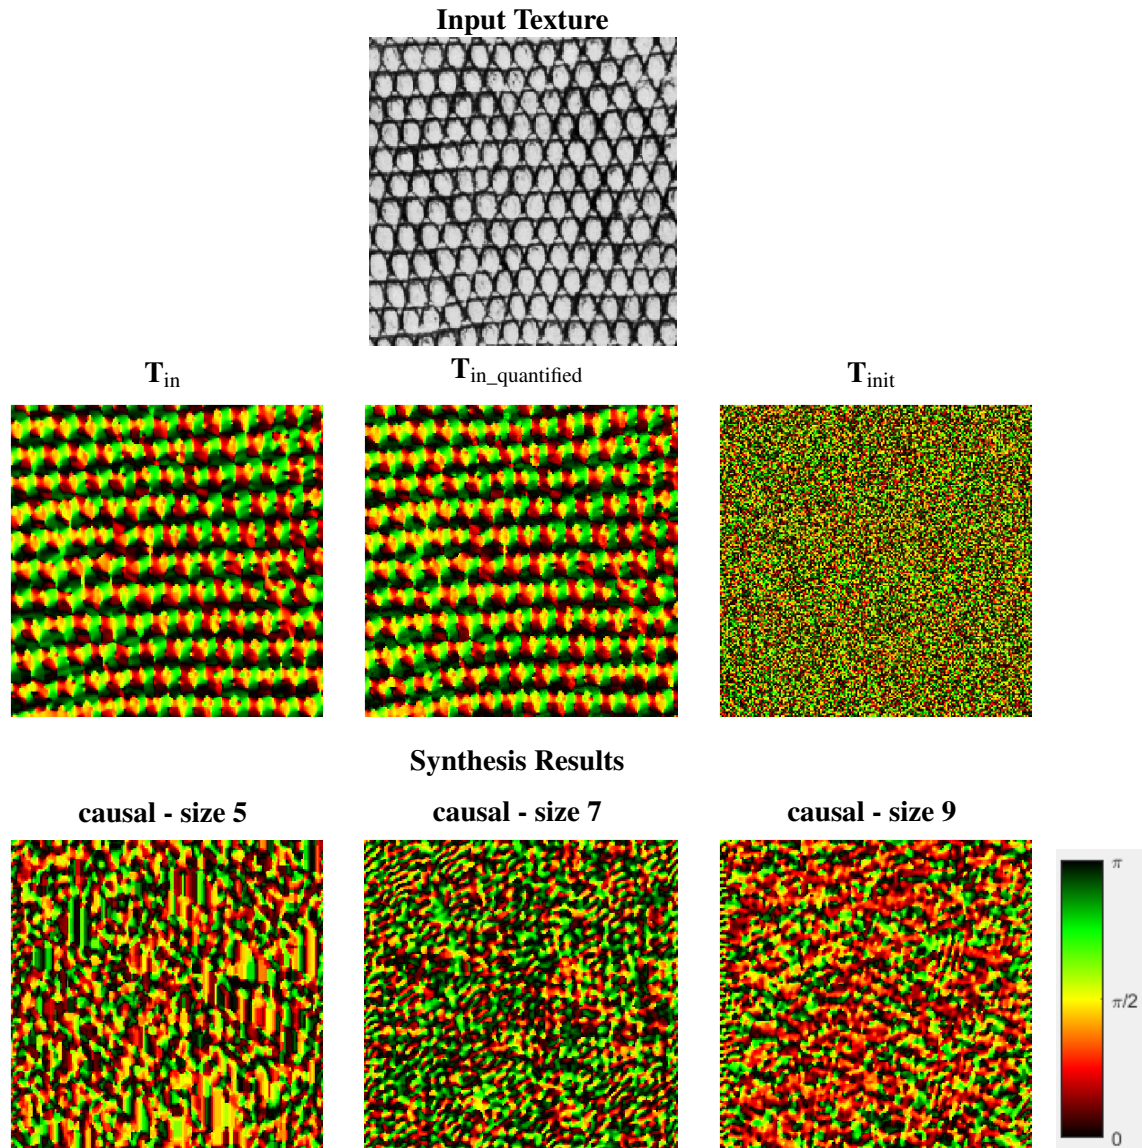 Input Texture
T_in
T_in_quantified
T_init
Synthesis Results
causal - size 5
causal - size 7
causal - size 9
π
π/2
0